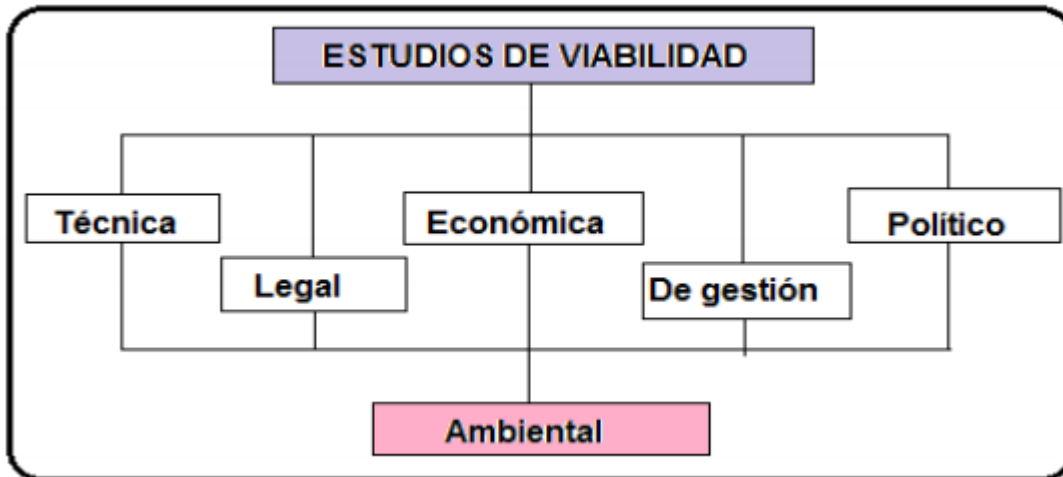 ESTUDIOS DE VIABILIDAD
Técnica
Legal
Económica
De gestión
Político
Ambiental